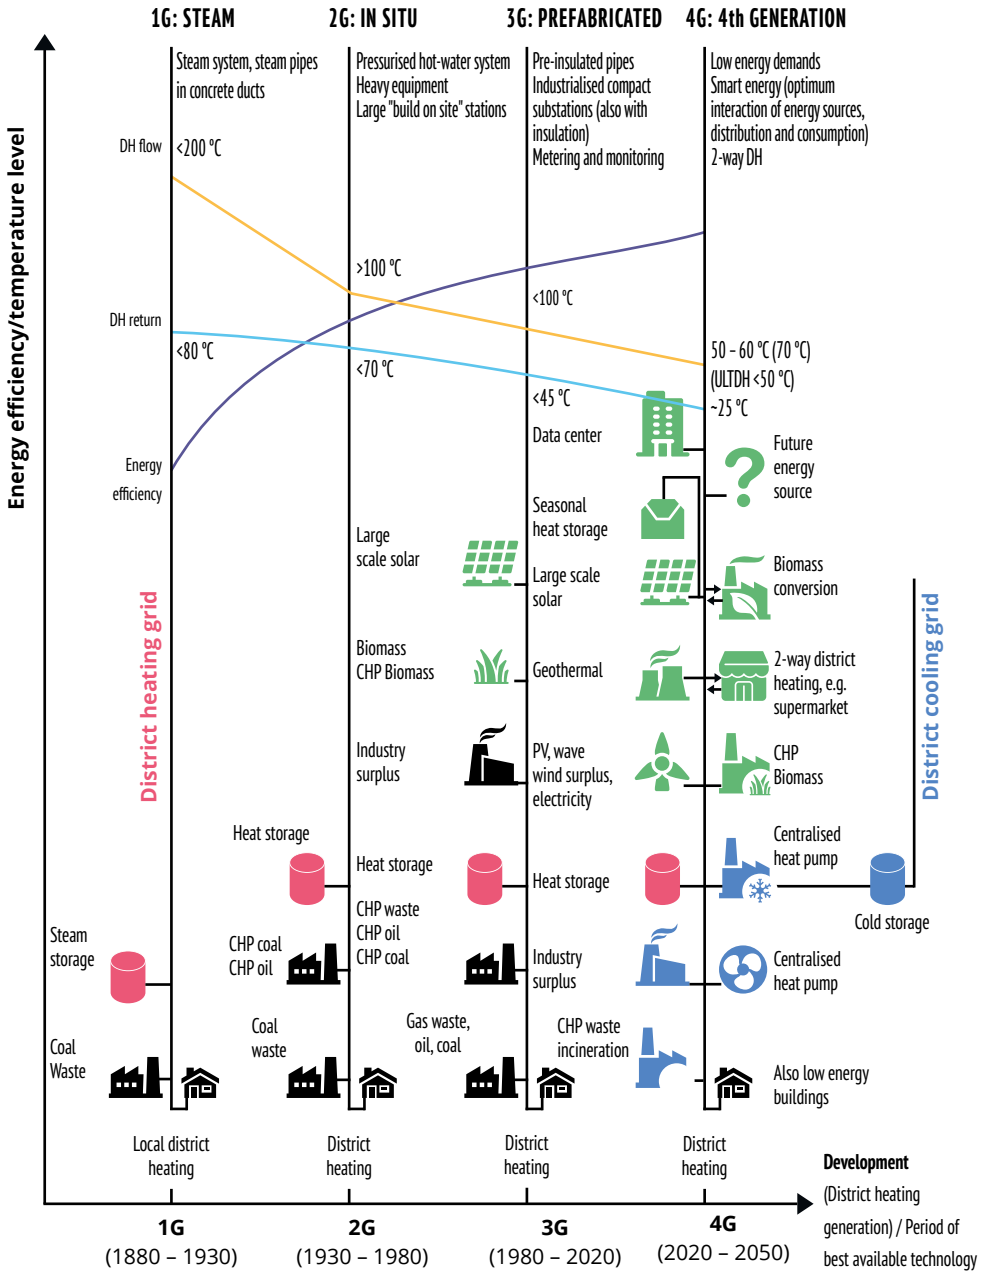 1G: STEAM
2G: IN SITU
3G: PREFABRICATED
4G: 4th GENERATION
Energy efficiency/temperature level
Steam system, steam pipes
in concrete ducts
Pressurised hot-water system
Heavy equipment
Large "build on site" stations
Pre-insulated pipes
Industrialised compact
substations (also with
insulation)
Metering and monitoring
Low energy demands
Smart energy (optimum
interaction of energy sources,
distribution and consumption)
2-way DH
DH flow
<200 °C
>100 °C
<100 °C
50 – 60 °C (70 °C)
(ULTDH <50 °C)
DH return
<80 °C
<70 °C
<45 °C
~25 °C
Energy
efficiency
District heating grid
District cooling grid
Steam
storage
Coal
Waste
Heat storage
CHP coal
CHP oil
Coal
waste
Large
scale solar
Biomass
CHP Biomass
Industry
surplus
Heat storage
CHP waste
CHP oil
CHP coal
Gas waste,
oil, coal
Data center
Seasonal
heat storage
Large scale
solar
Geothermal
PV, wave
wind surplus,
electricity
Heat storage
Industry
surplus
CHP waste
incineration
Future
energy
source
Biomass
conversion
2-way district
heating, e.g.
supermarket
CHP
Biomass
Centralised
heat pump
Cold storage
Centralised
heat pump
Also low energy
buildings
Local district
heating
District
heating
District
heating
District
heating
1G
(1880 – 1930)
2G
(1930 – 1980)
3G
(1980 – 2020)
4G
(2020 – 2050)
Development
(District heating
generation) / Period of
best available technology